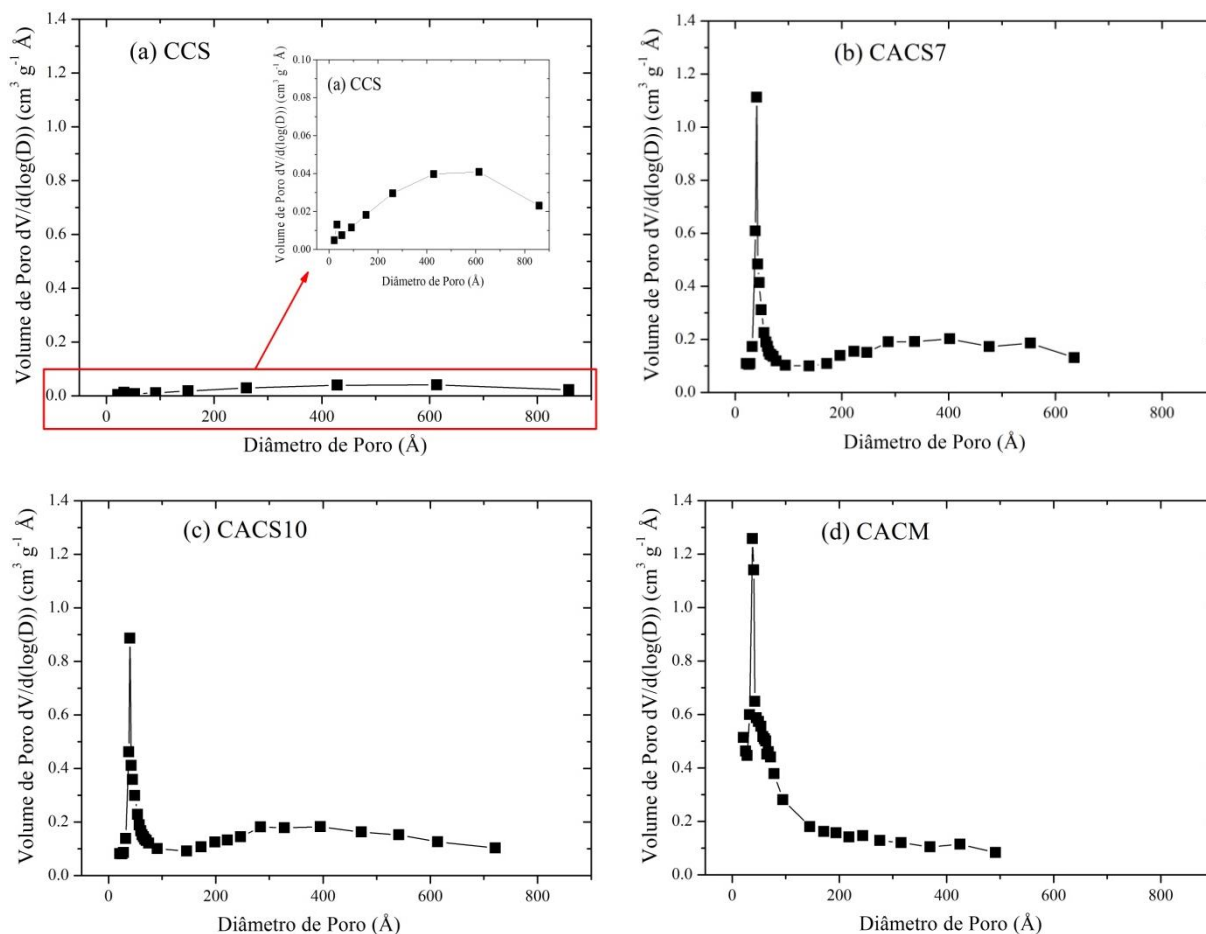 (a) CCS
Volume de Poro dV/d(log(D)) (cm³ g⁻¹ Å)
1.4
1.2
1.0
0.8
0.6
0.4
0.2
0.0
0 200 400 600 800
Diâmetro de Poro (Å)
(a) CCS
Volume de Poro dV/d(log(D)) (cm³ g⁻¹ Å)
0.10
0.08
0.06
0.04
0.02
0.00
0 200 400 600 800
Diâmetro de Poro (Å)
(b) CACS7
Volume de Poro dV/d(log(D)) (cm³ g⁻¹ Å)
1.4
1.2
1.0
0.8
0.6
0.4
0.2
0.0
0 200 400 600 800
Diâmetro de Poro (Å)
(c) CACS10
Volume de Poro dV/d(log(D)) (cm³ g⁻¹ Å)
1.4
1.2
1.0
0.8
0.6
0.4
0.2
0.0
0 200 400 600 800
Diâmetro de Poro (Å)
(d) CACM
Volume de Poro dV/d(log(D)) (cm³ g⁻¹ Å)
1.4
1.2
1.0
0.8
0.6
0.4
0.2
0.0
0 200 400 600 800
Diâmetro de Poro (Å)